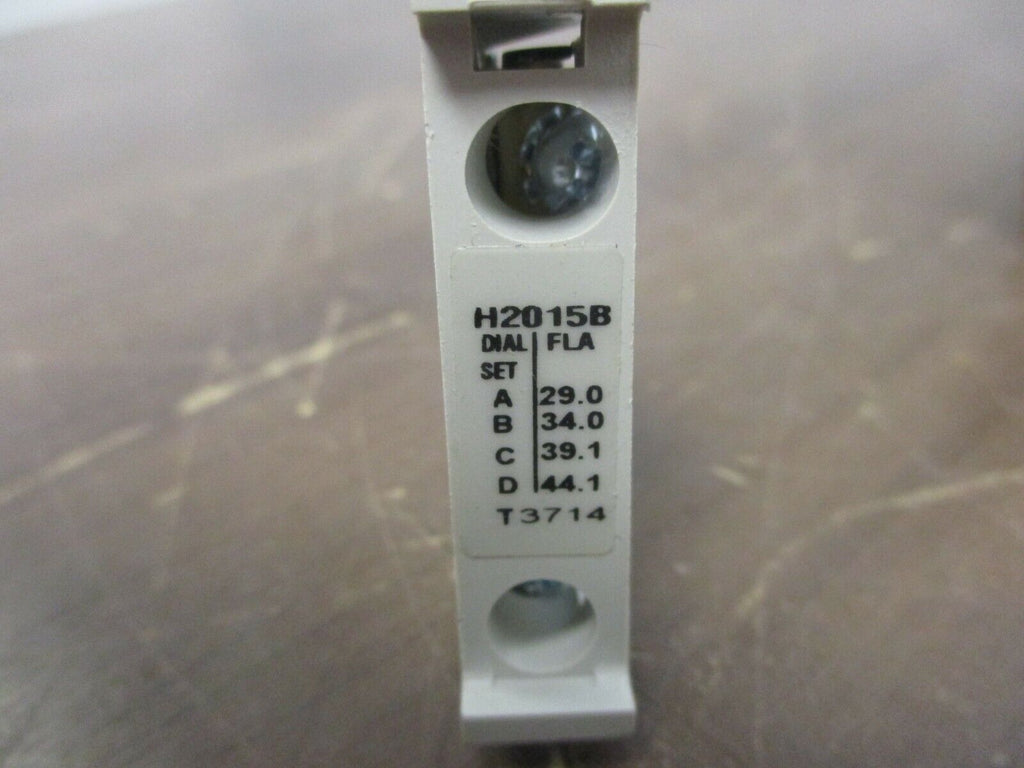 H2015B
DIAL FLA
SET
A 29.0
B 34.0
C 39.1
D 44.1
T3714